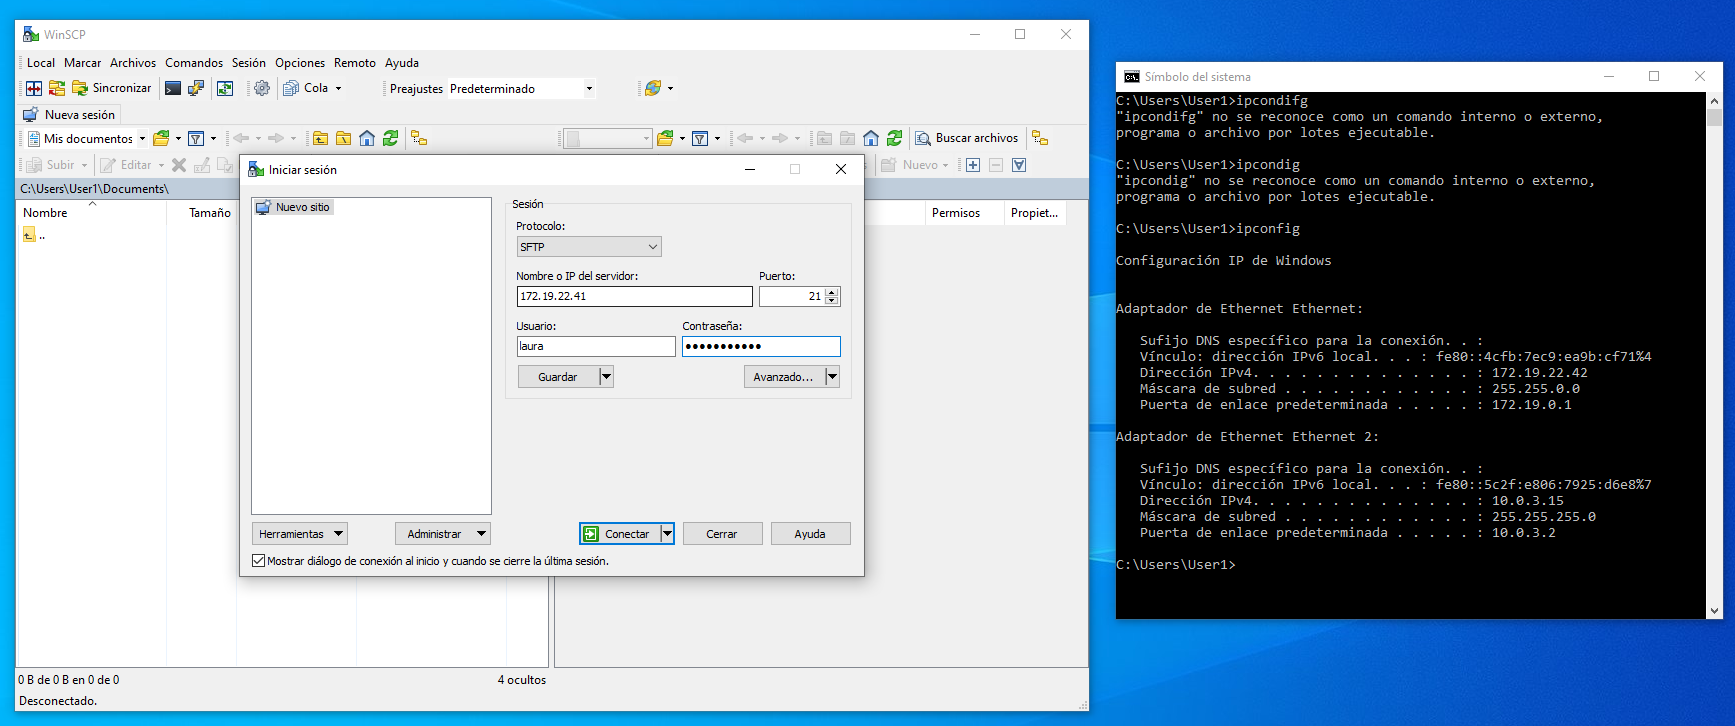 WinSCP
Local Marcar Archivos Comandos Sesión Opciones Remoto Ayuda
Sincronizar Cola Preajustes Predeterminado
Nueva sesión
Mis documentos Buscar archivos
Subir Editar Nuevo
C:\Users\User1\Documents\
Nombre Tamaño Permisos Propiet...
..
Iniciar sesión
Nuevo sitio
Sesión
Protocolo:
SFTP
Nombre o IP del servidor: Puerto:
172.19.22.41 21
Usuario: Contraseña:
laura ●●●●●●●●●●●
Guardar Avanzado...
Herramientas Administrar Conectar Cerrar Ayuda
Mostrar diálogo de conexión al inicio y cuando se cierre la última sesión.
0 B de 0 B en 0 de 0 4 ocultos
Desconectado.
Símbolo del sistema
C:\Users\User1>ipcondifg
"ipcondifg" no se reconoce como un comando interno o externo,
programa o archivo por lotes ejecutable.
C:\Users\User1>ipcondig
"ipcondig" no se reconoce como un comando interno o externo,
programa o archivo por lotes ejecutable.
C:\Users\User1>ipconfig
Configuración IP de Windows
Adaptador de Ethernet Ethernet:
Sufijo DNS específico para la conexión. . :
Vínculo: dirección IPv6 local. . . : fe80::4cfb:7ec9:ea9b:cf71%4
Dirección IPv4. . . . . . . . . . . . . . : 172.19.22.42
Máscara de subred . . . . . . . . . . . . : 255.255.0.0
Puerta de enlace predeterminada . . . . . : 172.19.0.1
Adaptador de Ethernet Ethernet 2:
Sufijo DNS específico para la conexión. . :
Vínculo: dirección IPv6 local. . . : fe80::5c2f:e806:7925:d6e8%7
Dirección IPv4. . . . . . . . . . . . . . : 10.0.3.15
Máscara de subred . . . . . . . . . . . . : 255.255.255.0
Puerta de enlace predeterminada . . . . . : 10.0.3.2
C:\Users\User1>